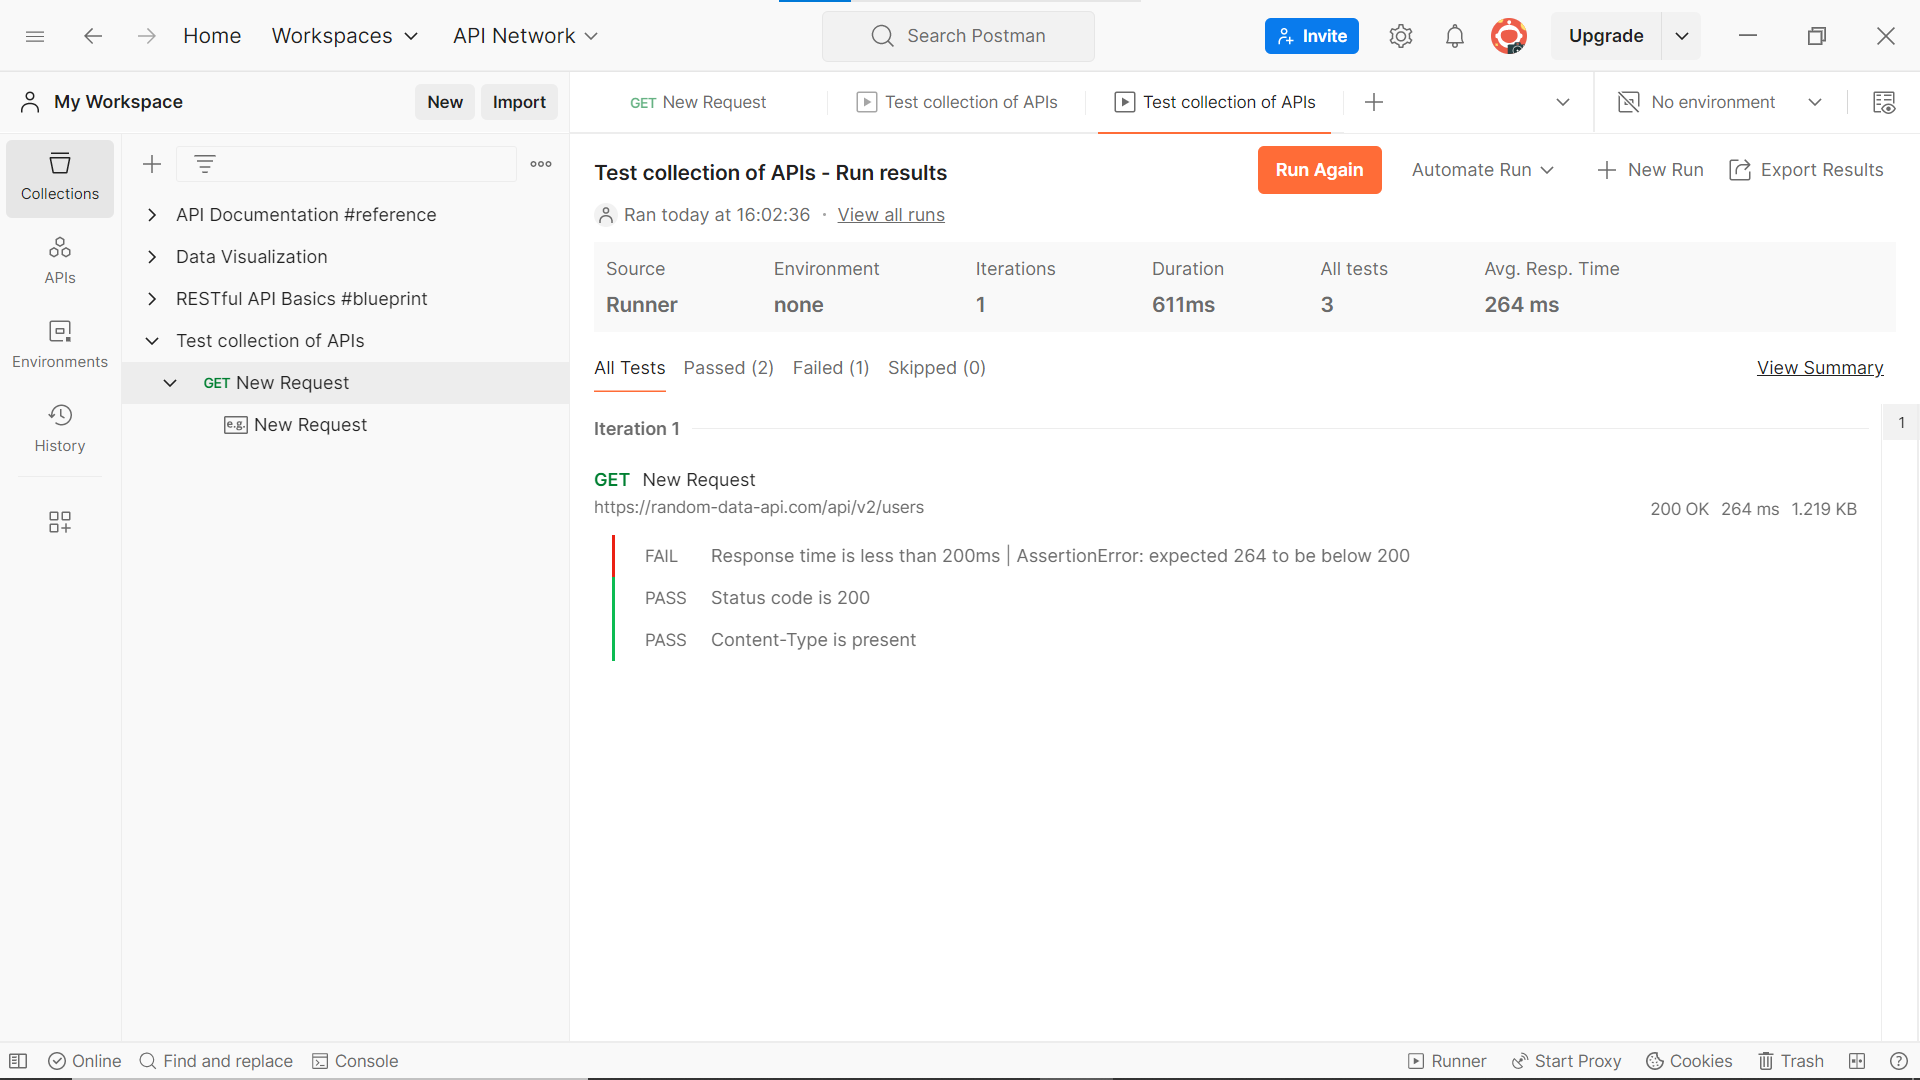 Home Workspaces API Network Search Postman Invite Upgrade
My Workspace New Import GET New Request Test collection of APIs Test collection of APIs No environment
Collections
APIs
Environments
History
API Documentation #reference
Data Visualization
RESTful API Basics #blueprint
Test collection of APIs
GET New Request
e.g. New Request
Test collection of APIs - Run results
Run Again Automate Run New Run Export Results
Ran today at 16:02:36 · View all runs
Source Environment Iterations Duration All tests Avg. Resp. Time
Runner none 1 611ms 3 264 ms
All Tests Passed (2) Failed (1) Skipped (0) View Summary
Iteration 1
1
GET New Request
https://random-data-api.com/api/v2/users
200 OK 264 ms 1.219 KB
FAIL Response time is less than 200ms | AssertionError: expected 264 to be below 200
PASS Status code is 200
PASS Content-Type is present
Online Find and replace Console Runner Start Proxy Cookies Trash